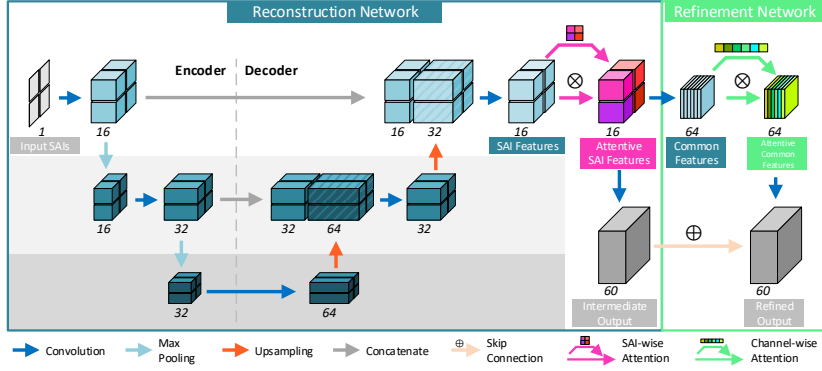 Reconstruction Network
Refinement Network
Encoder
Decoder
1
16
16
32
16
16
64
64
Input SAIs
SAI Features
Attentive
SAI Features
Common
Features
Attentive
Common
Features
16
32
32
64
32
32
64
60
60
Intermediate
Output
Refined
Output
Convolution
Max
Pooling
Upsampling
Concatenate
Skip
Connection
SAI-wise
Attention
Channel-wise
Attention